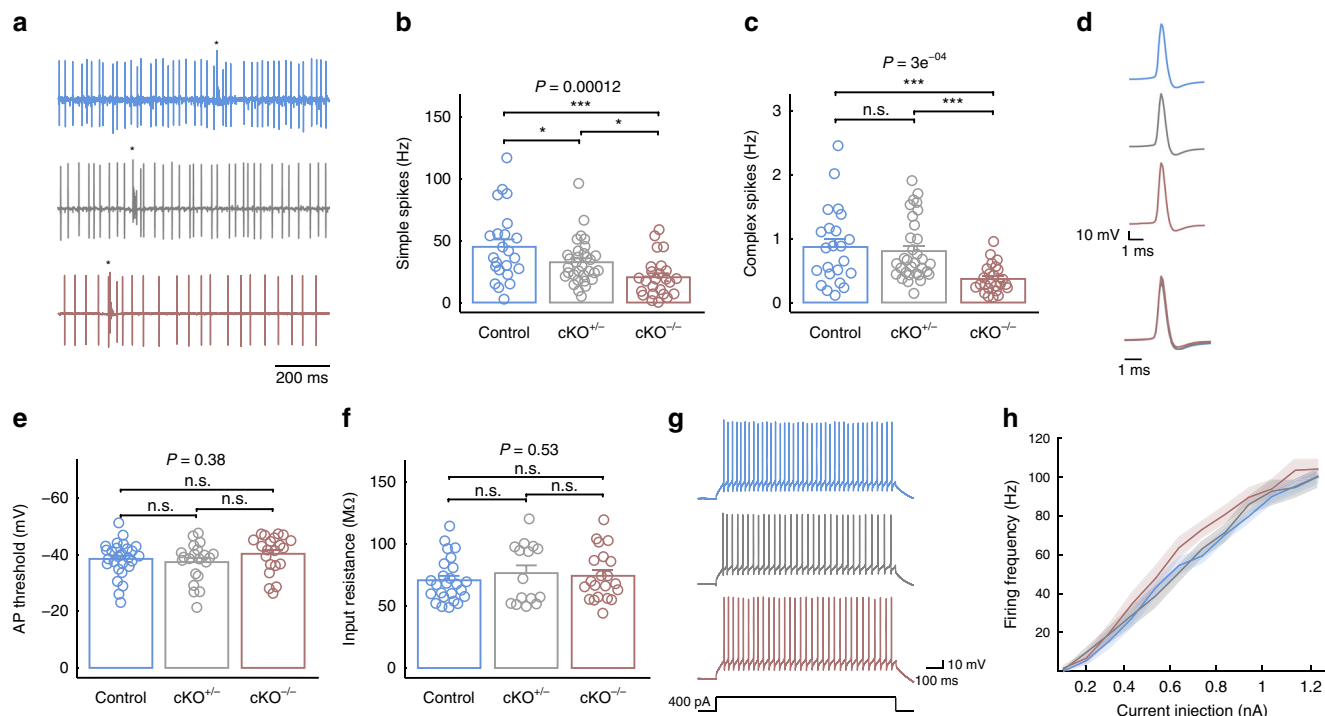 a
*
*
*
200 ms
b
P = 0.00012
***
*
*
Simple spikes (Hz)
150
100
50
0
Control
cKO+/–
cKO–/–
c
P = 3e–04
***
n.s.
***
Complex spikes (Hz)
3
2
1
0
Control
cKO+/–
cKO–/–
d
10 mV
1 ms
1 ms
e
P = 0.38
n.s.
n.s.
n.s.
AP threshold (mV)
–60
–40
–20
0
Control
cKO+/–
cKO–/–
f
P = 0.53
n.s.
n.s.
n.s.
Input resistance (MΩ)
150
100
50
0
Control
cKO+/–
cKO–/–
g
10 mV
100 ms
400 pA
h
Firing frequency (Hz)
120
100
80
60
40
20
0.2
0.4
0.6
0.8
1
1.2
Current injection (nA)